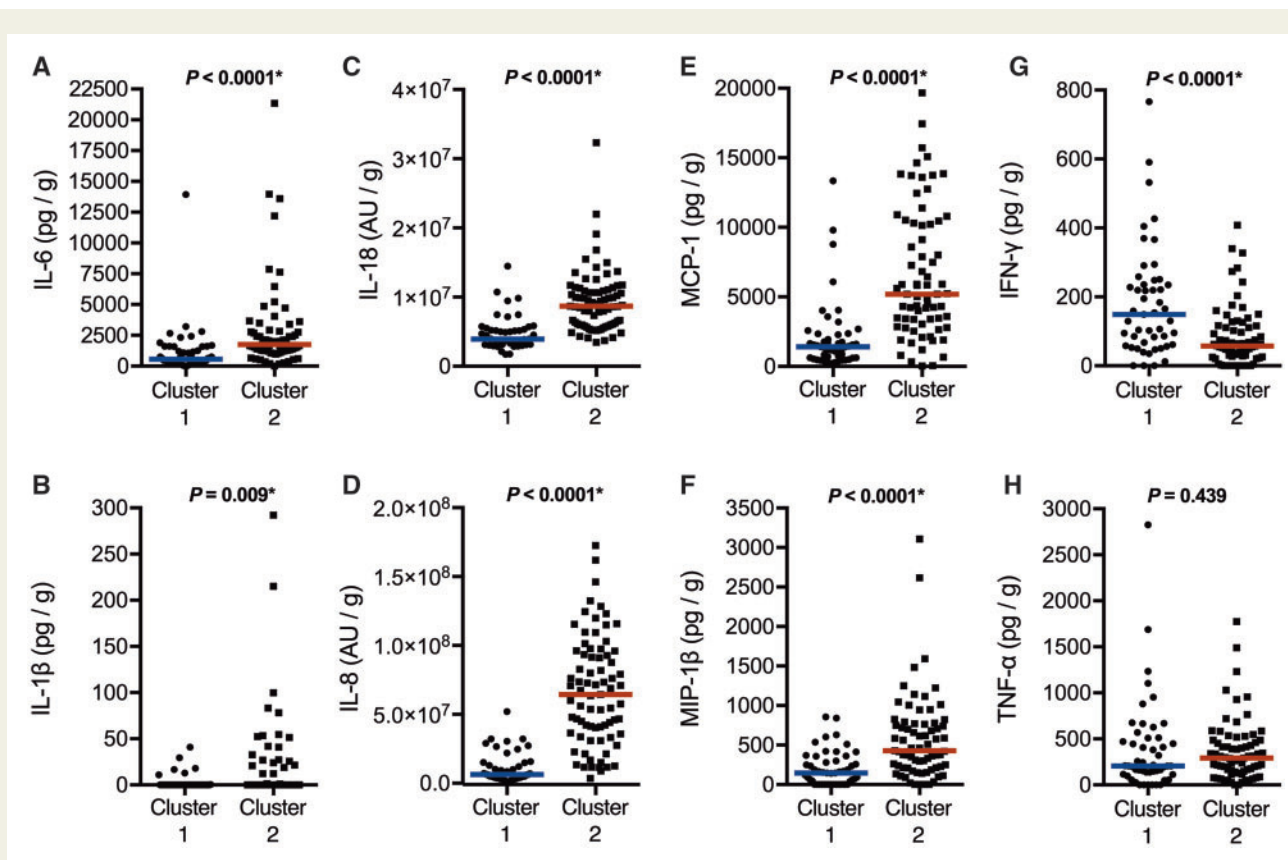 A
P < 0.0001*
IL-6 (pg / g)
22500
20000
17500
15000
12500
10000
7500
5000
2500
0
Cluster 1
Cluster 2
C
P < 0.0001*
IL-18 (AU / g)
4×10⁷
3×10⁷
2×10⁷
1×10⁷
0
Cluster 1
Cluster 2
E
P < 0.0001*
MCP-1 (pg / g)
20000
15000
10000
5000
0
Cluster 1
Cluster 2
G
P < 0.0001*
IFN-γ (pg / g)
800
600
400
200
0
Cluster 1
Cluster 2
B
P = 0.009*
IL-1β (pg / g)
300
250
200
150
100
50
0
Cluster 1
Cluster 2
D
P < 0.0001*
IL-8 (AU / g)
2.0×10⁸
1.5×10⁸
1.0×10⁸
5.0×10⁷
0.0
Cluster 1
Cluster 2
F
P < 0.0001*
MIP-1β (pg / g)
3500
3000
2500
2000
1500
1000
500
0
Cluster 1
Cluster 2
H
P = 0.439
TNF-α (pg / g)
3000
2500
2000
1500
1000
500
0
Cluster 1
Cluster 2